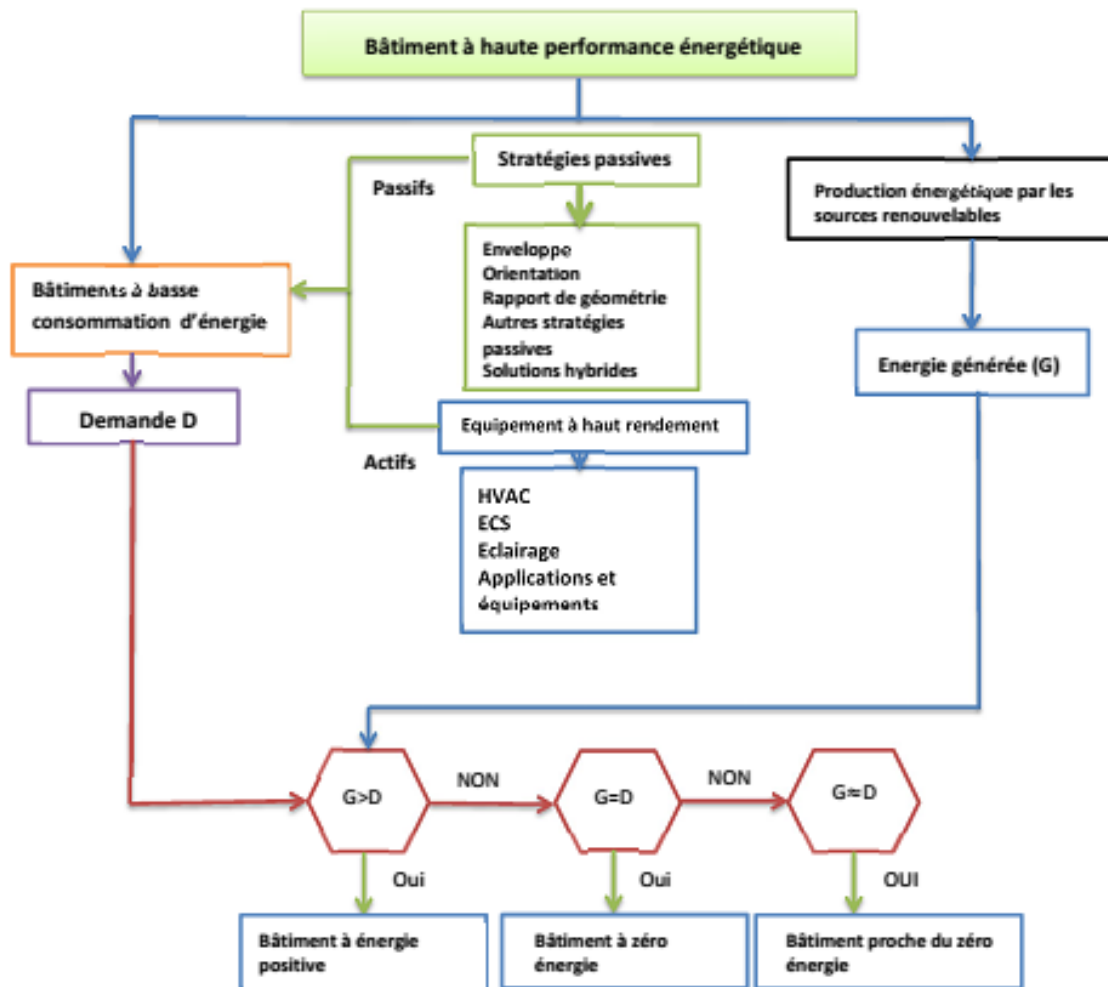 Bâtiment à haute performance énergétique
Stratégies passives
Passifs
Production énergétique par les
sources renouvelables
Enveloppe
Orientation
Rapport de géométrie
Autres stratégies
passives
Solutions hybrides
Bâtiments à basse
consommation d'énergie
Energie générée (G)
Demande D
Equipement à haut rendement
Actifs
HVAC
ECS
Eclairage
Applications et
équipements
G>D
NON
G=D
NON
G≈D
Oui
Oui
OUI
Bâtiment à énergie
positive
Bâtiment à zéro
énergie
Bâtiment proche du zéro
énergie